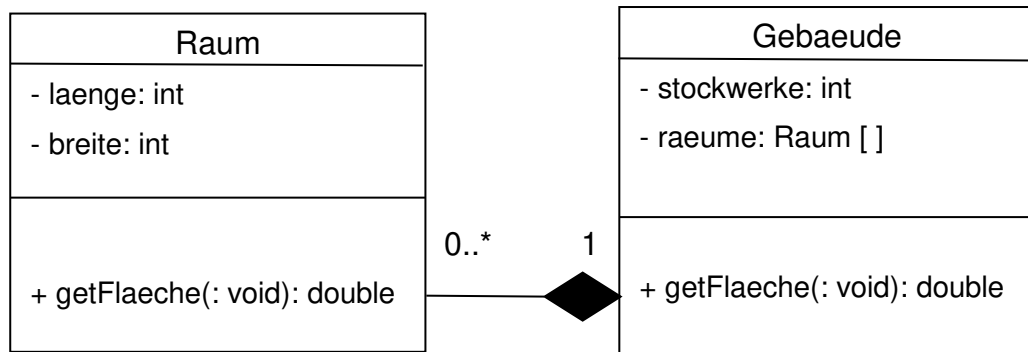 Raum
- laenge: int
- breite: int
+ getFlaeche(: void): double
0..*
1
Gebaeude
- stockwerke: int
- raeume: Raum [ ]
+ getFlaeche(: void): double